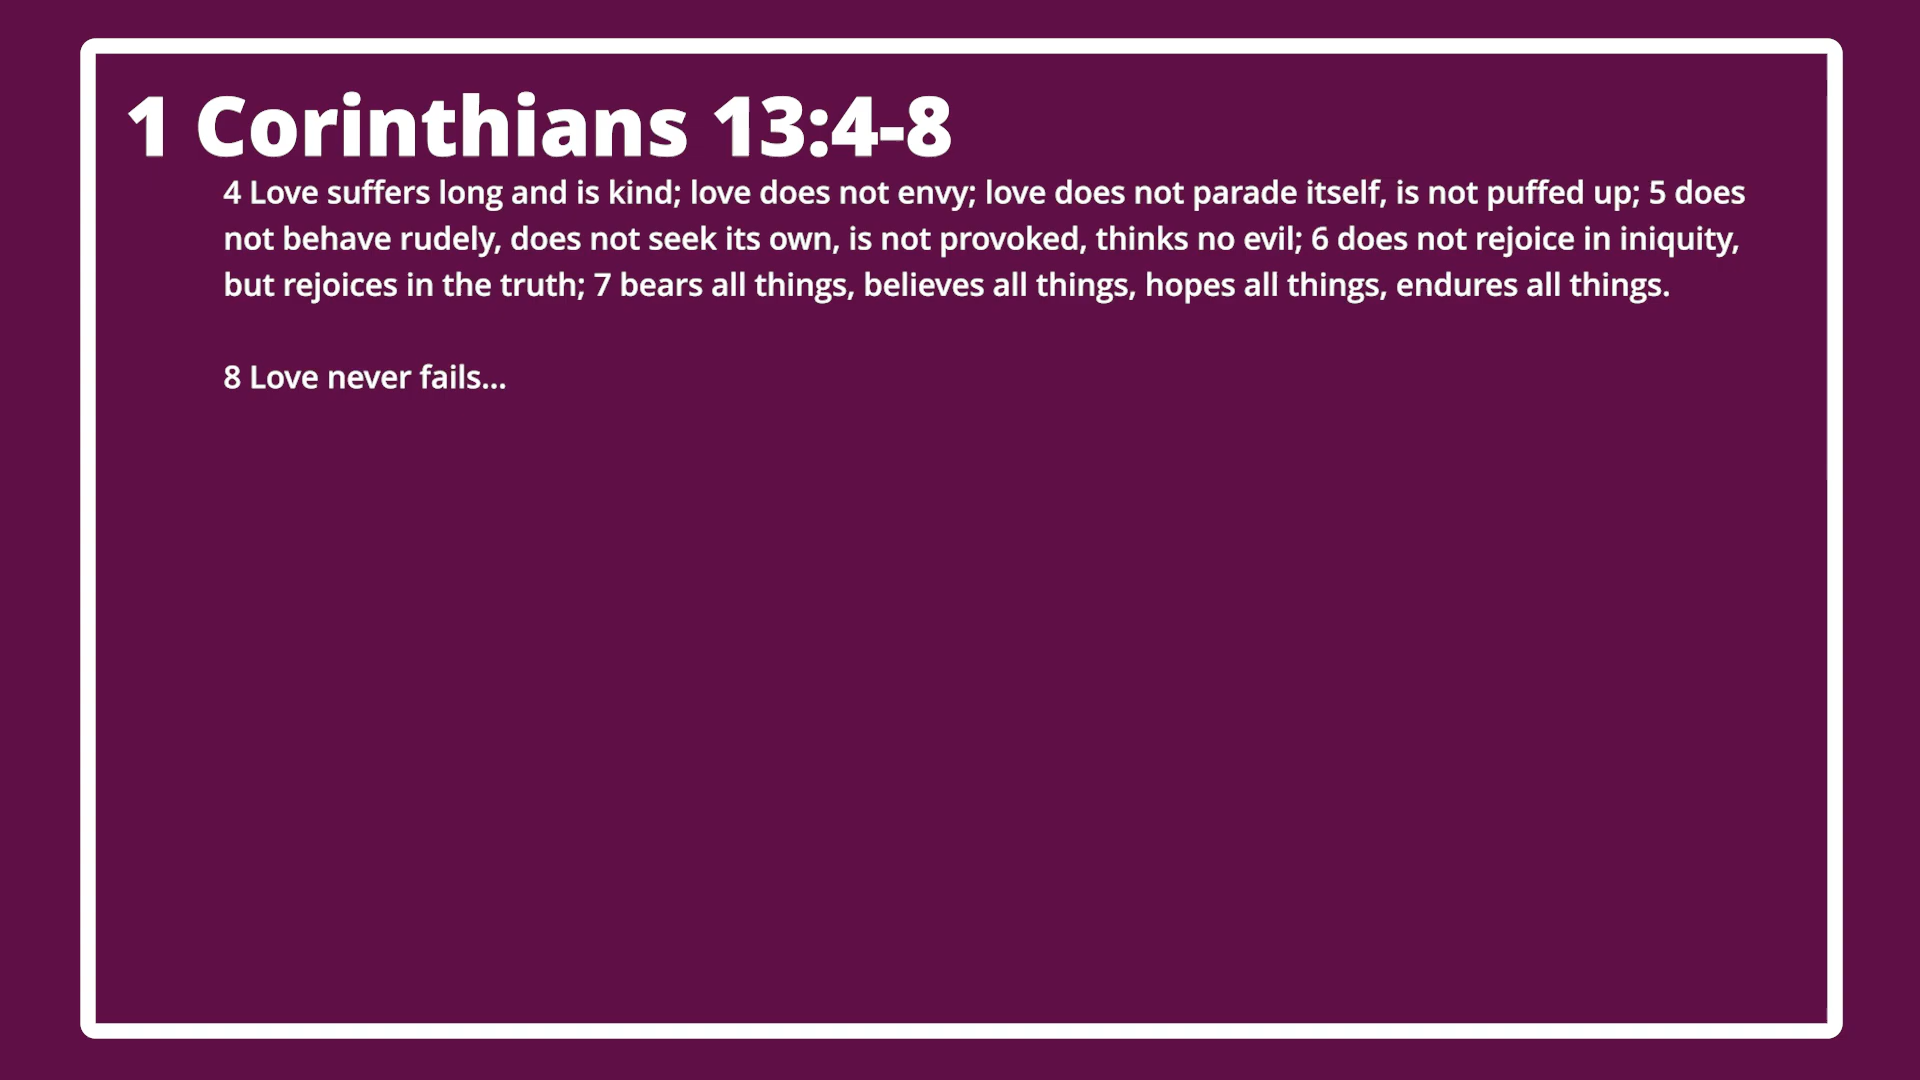 1 Corinthians 13:4-8
4 Love suffers long and is kind; love does not envy; love does not parade itself, is not puffed up; 5 does
not behave rudely, does not seek its own, is not provoked, thinks no evil; 6 does not rejoice in iniquity,
but rejoices in the truth; 7 bears all things, believes all things, hopes all things, endures all things.
8 Love never fails...